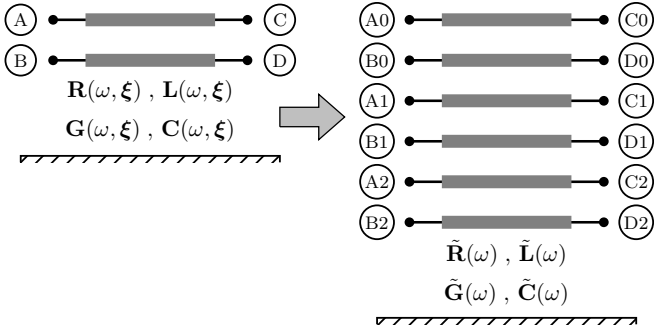 A C
B D
R(ω, ξ) , L(ω, ξ)
G(ω, ξ) , C(ω, ξ)
A0 C0
B0 D0
A1 C1
B1 D1
A2 C2
B2 D2
R̃(ω) , L̃(ω)
G̃(ω) , C̃(ω)